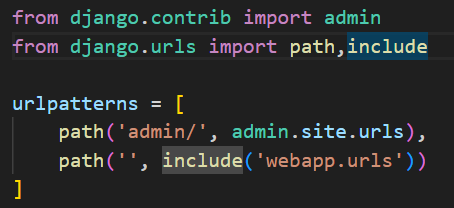 from django.contrib import admin
from django.urls import path,include

urlpatterns = [
    path('admin/', admin.site.urls),
    path('', include('webapp.urls'))
]